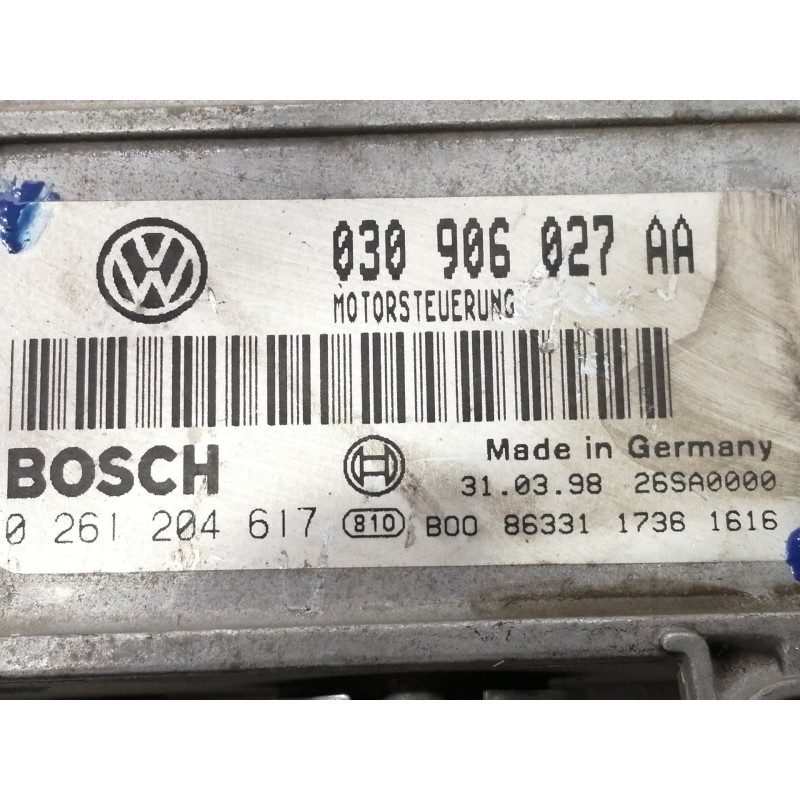 030 906 027 AA
MOTORSTEUERUNG
BOSCH Made in Germany
31.03.98 26SA0000
0 261 204 617 810 B00 86331 1736 1616